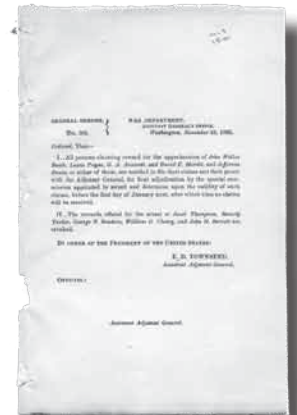 GENERAL ORDERS, WAR DEPARTMENT,
No. 164. ADJUTANT GENERAL'S OFFICE,
Washington, November 24, 1865.
Ordered, That—
I. All persons claiming reward for the apprehension of John Wilkes
Booth, Lewis Payne, G. A. Atzerodt, and David E. Herold, and Jefferson
Davis, or either of them, are notified to file their claims and their proofs
with the Adjutant General, for final adjudication by the special com-
mission appointed to award and determine upon the validity of such
claims, before the first day of January next, after which time no claims
will be received.
II. The rewards offered for the arrest of Jacob Thompson, Beverly
Tucker, George N. Sanders, William G. Cleary, and John H. Surratt are
revoked.
BY ORDER OF THE PRESIDENT OF THE UNITED STATES:
E. D. TOWNSEND,
Assistant Adjutant General.
OFFICIAL:
Assistant Adjutant General.